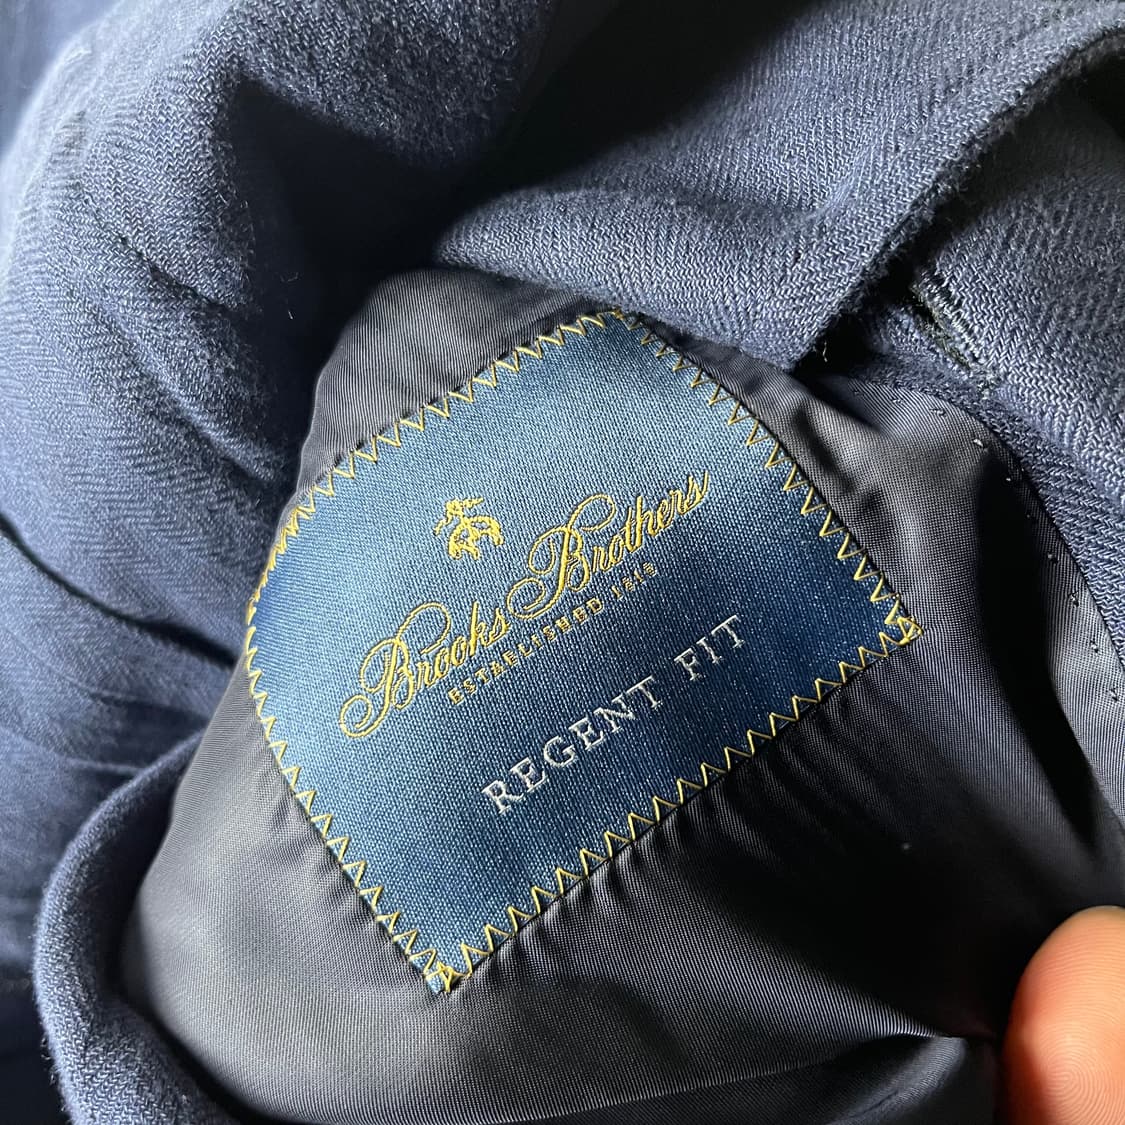 Brooks Brothers
ESTABLISHED 1818
REGENT FIT